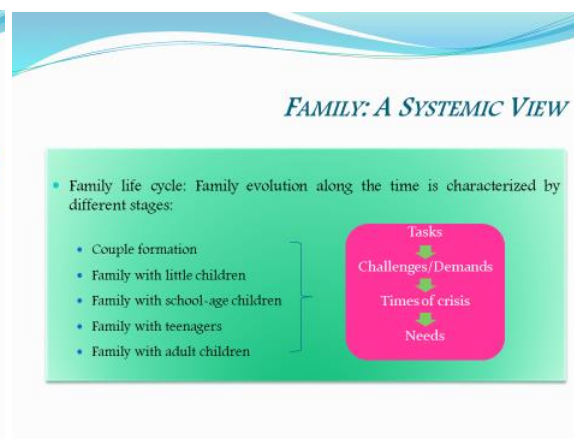 FAMILY: A SYSTEMIC VIEW
• Family life cycle: Family evolution along the time is characterized by
different stages:
• Couple formation
• Family with little children
• Family with school-age children
• Family with teenagers
• Family with adult children
Tasks
Challenges/Demands
Times of crisis
Needs